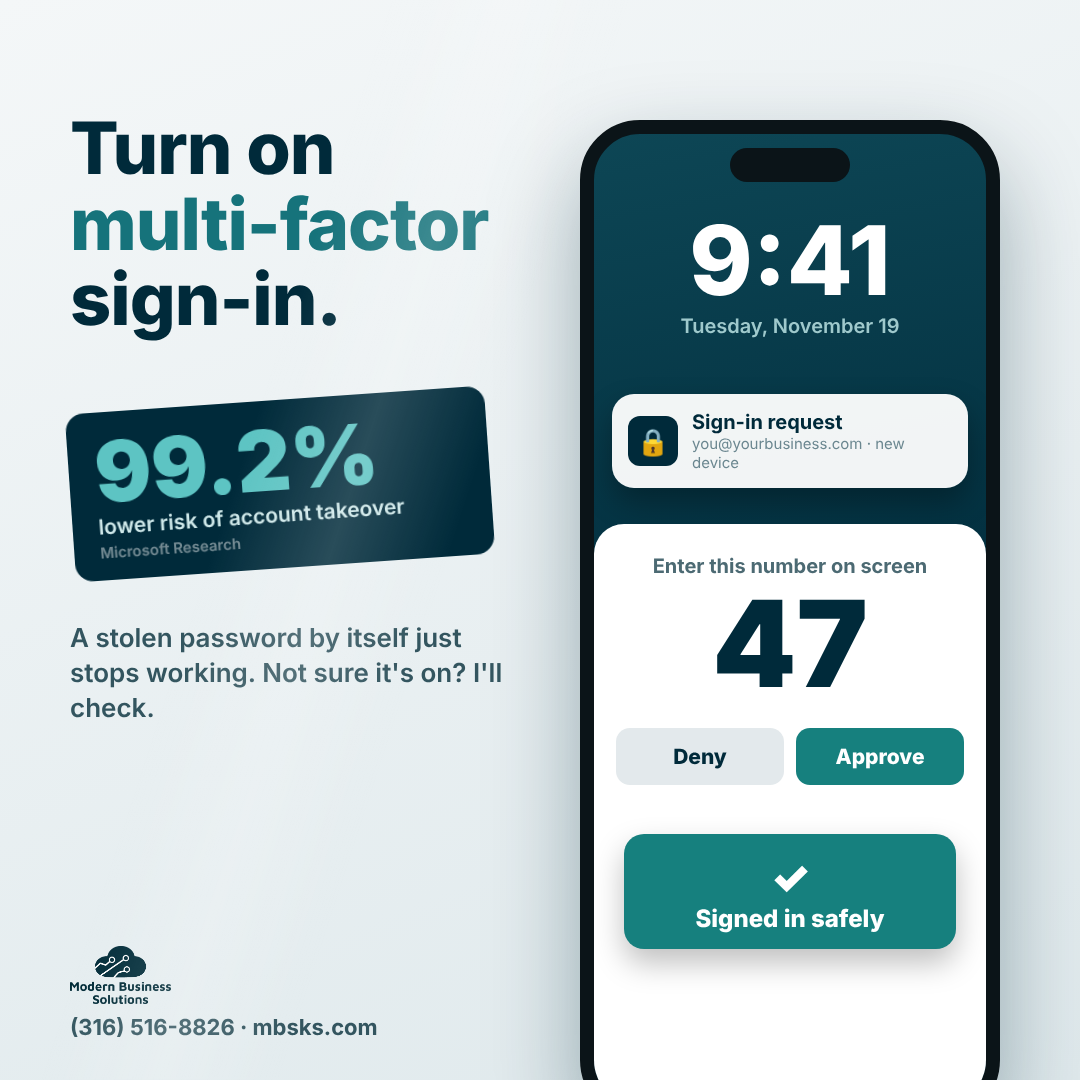 Turn on
multi-factor
sign-in.
99.2%
lower risk of account takeover
Microsoft Research
A stolen password by itself just
stops working. Not sure it's on? I'll
check.
Modern Business
Solutions
(316) 516-8826 · mbsks.com
9:41
Tuesday, November 19
Sign-in request
you@yourbusiness.com · new
device
Enter this number on screen
47
Deny
Approve
Signed in safely